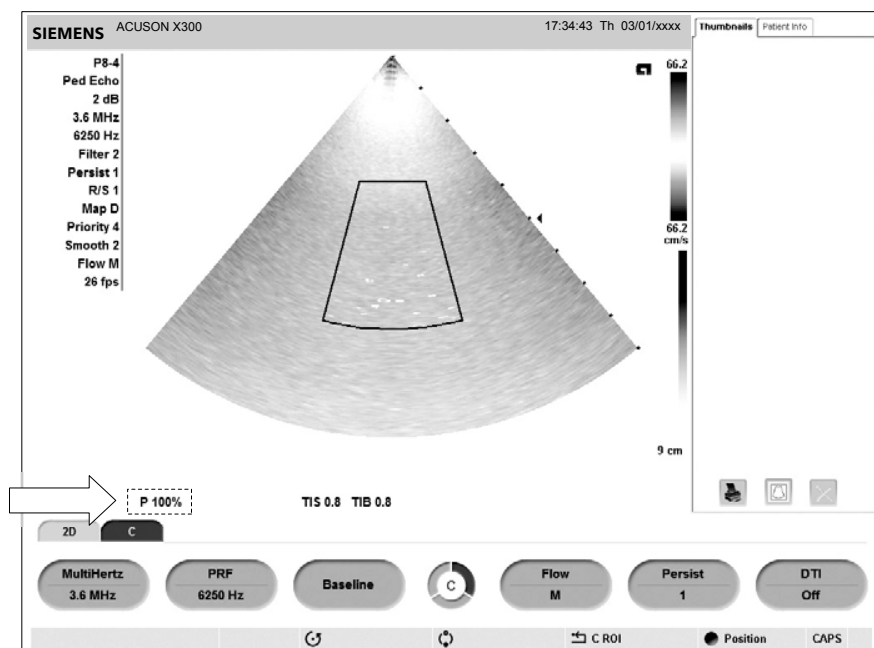 SIEMENS ACUSON X300 17:34:43 Th 03/01/xxxx
Thumbnails Patient Info
P8-4
Ped Echo
2 dB
3.6 MHz
6250 Hz
Filter 2
Persist 1
R/S 1
Map D
Priority 4
Smooth 2
Flow M
26 fps
66.2
66.2
cm/s
9 cm
P 100% TIS 0.8 TIB 0.8
2D C
MultiHertz PRF Baseline C Flow Persist DTI
3.6 MHz 6250 Hz M 1 Off
C ROI Position CAPS